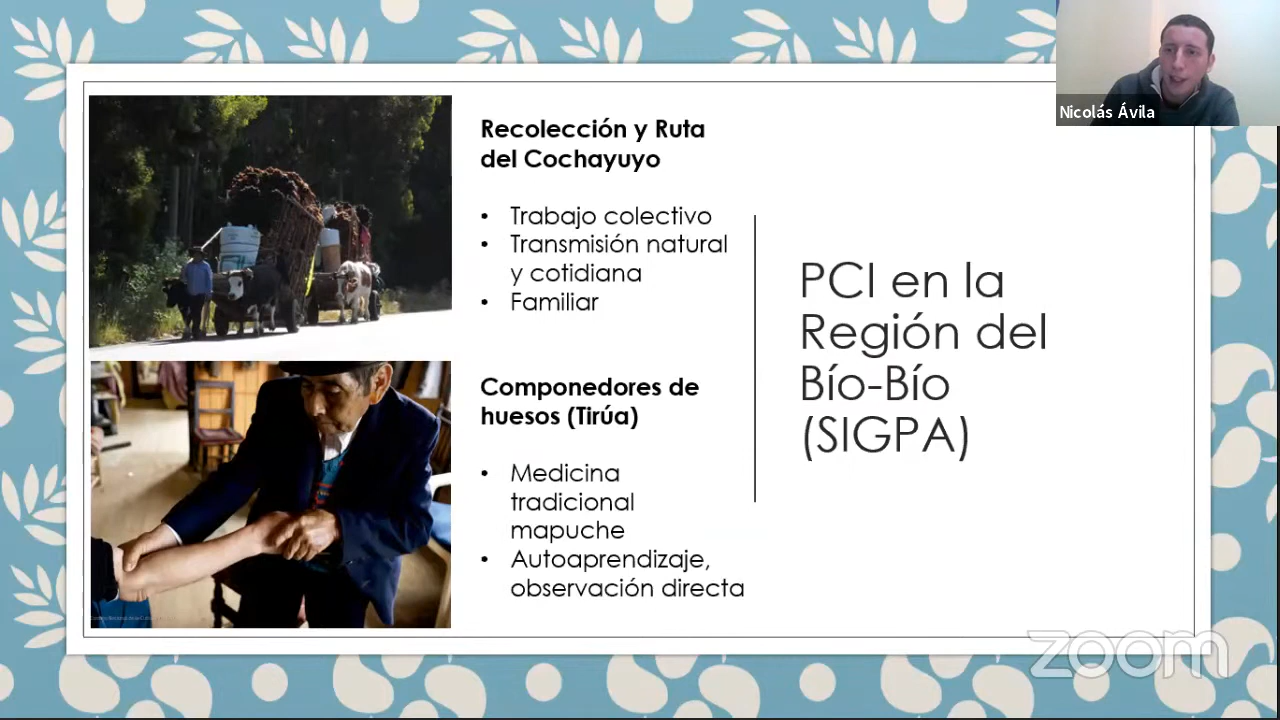 Nicolás Ávila
Recolección y Ruta
del Cochayuyo
• Trabajo colectivo
• Transmisión natural
y cotidiana
• Familiar
Componedores de
huesos (Tirúa)
• Medicina
tradicional
mapuche
• Autoaprendizaje,
observación directa
PCI en la
Región del
Bío-Bío
(SIGPA)
zoom